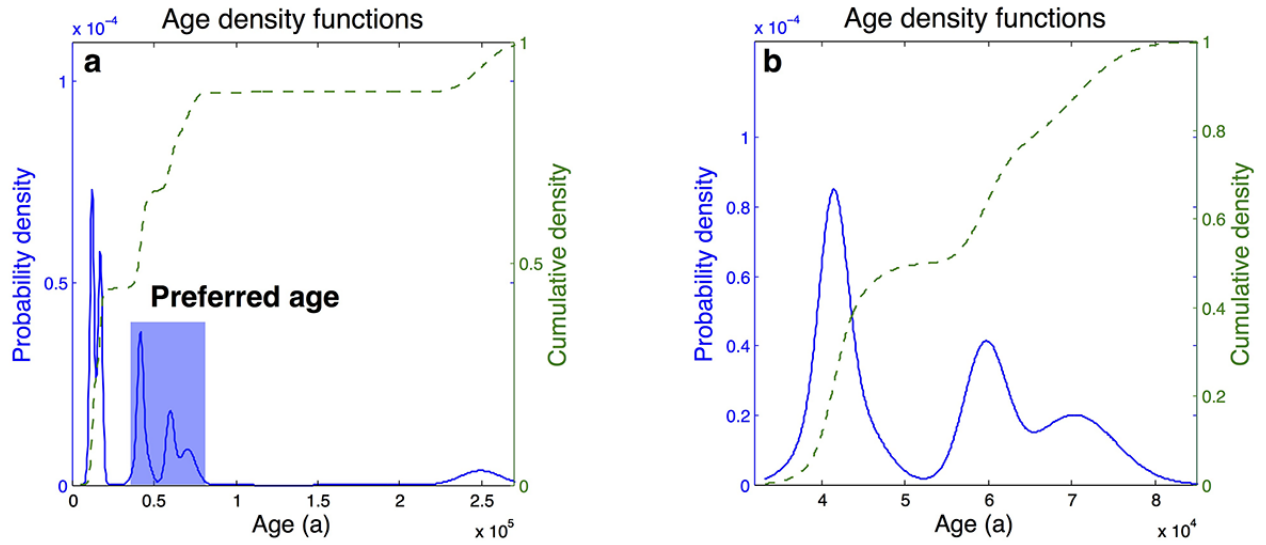 Age density functions
x 10⁻⁴
a
1
0.5
0
Probability density
1
0.5
0
Cumulative density
Preferred age
0 0.5 1 1.5 2 2.5
Age (a)
x 10⁵
Age density functions
x 10⁻⁴
b
1
0.8
0.6
0.4
0.2
0
Probability density
1
0.8
0.6
0.4
0.2
0
Cumulative density
4 5 6 7 8
Age (a)
x 10⁴